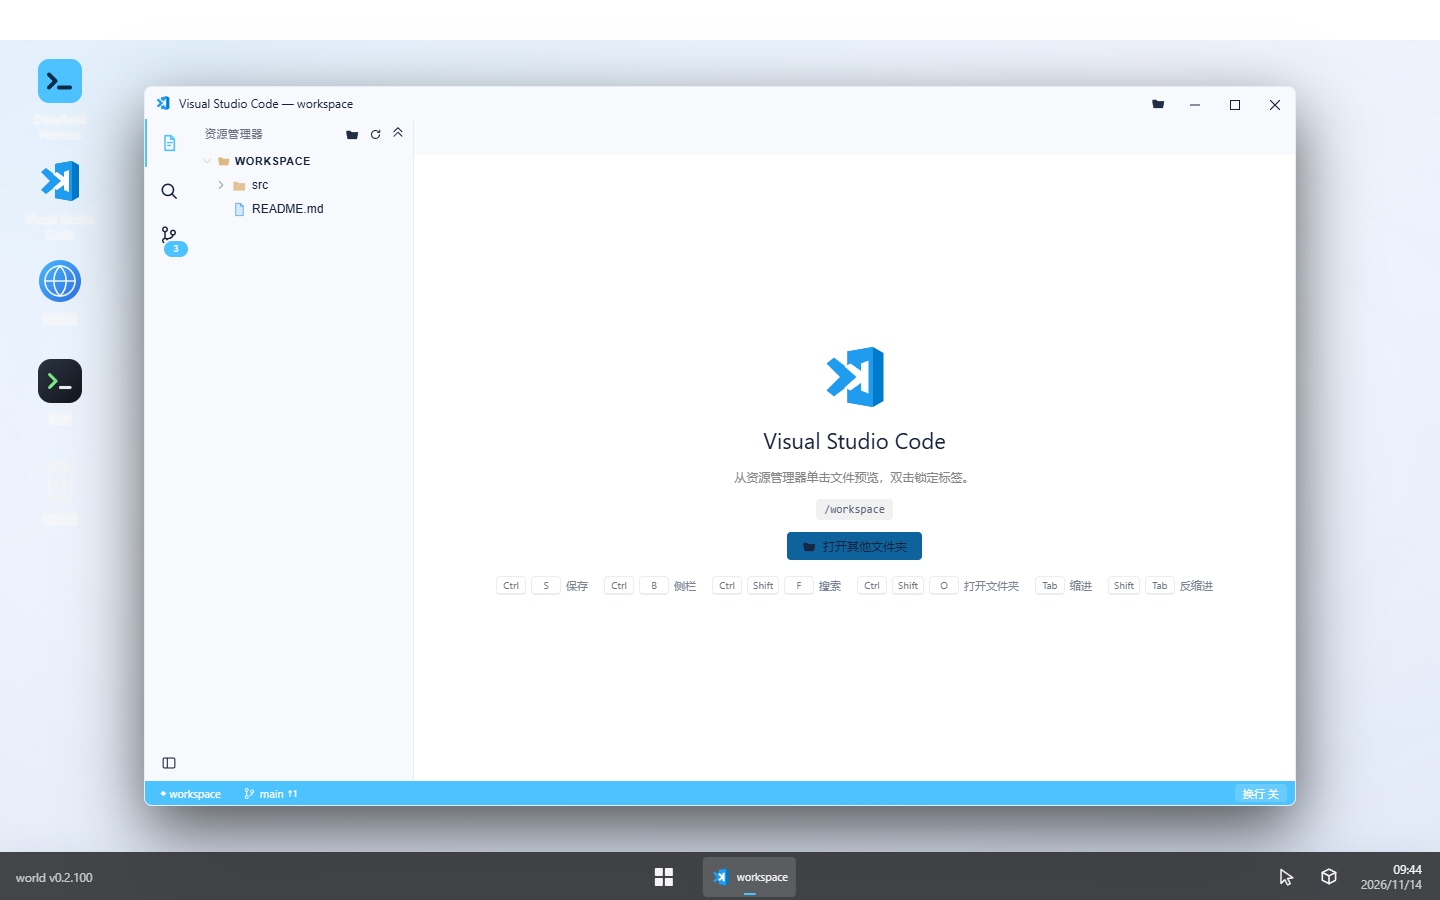 Visual Studio Code — workspace
资源管理器
WORKSPACE
src
README.md
3
Visual Studio Code
从资源管理器单击文件预览，双击锁定标签。
/workspace
打开其他文件夹
Ctrl S 保存 Ctrl B 侧栏 Ctrl Shift F 搜索 Ctrl Shift O 打开文件夹 Tab 缩进 Shift Tab 反缩进
workspace main ↑1 换行 关
world v0.2.100
workspace
09:44
2026/11/14